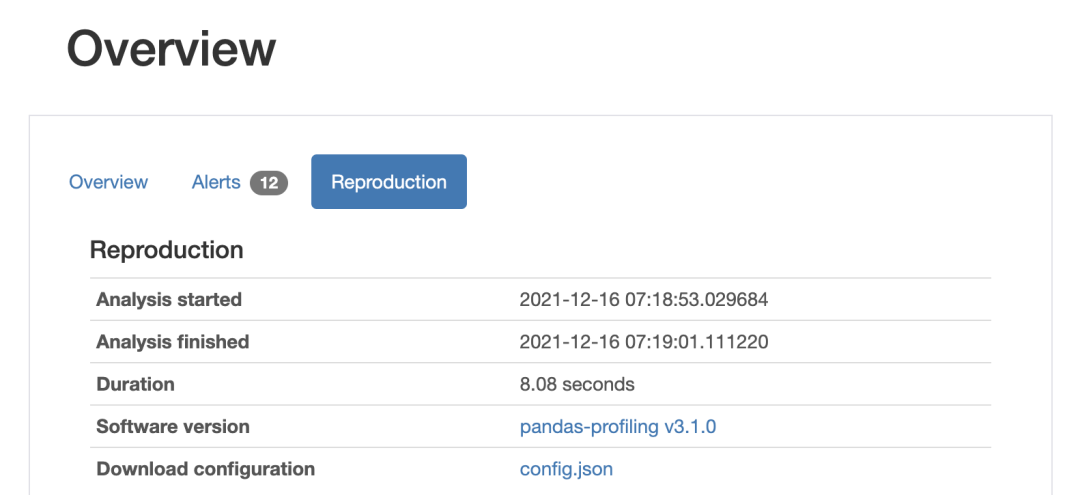 Overview
Overview Alerts 12 Reproduction
Reproduction
Analysis started 2021-12-16 07:18:53.029684
Analysis finished 2021-12-16 07:19:01.111220
Duration 8.08 seconds
Software version pandas-profiling v3.1.0
Download configuration config.json